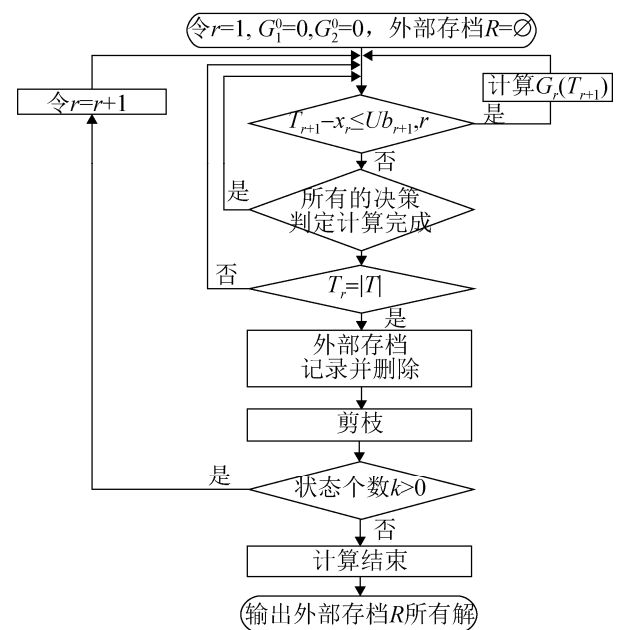 令r=1, G₁⁰=0,G₂⁰=0，外部存档R=∅
令r=r+1
计算Gᵣ(Tᵣ₊₁)
Tᵣ₊₁−xᵣ≤Ubᵣ₊₁,r
是
否
所有的决策
判定计算完成
是
否
Tᵣ=|T|
是
外部存档
记录并删除
剪枝
是
状态个数k>0
否
计算结束
输出外部存档R所有解